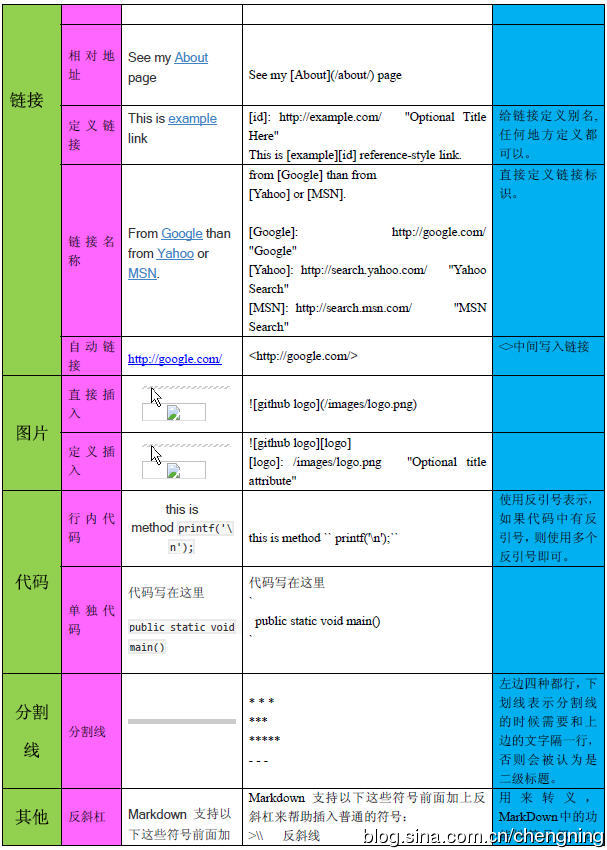 链接
相对地
址
See my About
page
See my [About](/about/) page
定义链
接
This is example
link
[id]: http://example.com/ "Optional Title
Here"
This is [example][id] reference-style link.
给链接定义别名,
任何地方定义都
可以。
链接名
称
From Google than
from Yahoo or
MSN.
from [Google] than from
[Yahoo] or [MSN].
[Google]: http://google.com/
"Google"
[Yahoo]: http://search.yahoo.com/ "Yahoo
Search"
[MSN]: http://search.msn.com/ "MSN
Search"
直接定义链接标
识。
自动链
接
http://google.com/
<http://google.com/>
<>中间写入链接
图片
直接插
入
![github logo](/images/logo.png)
定义插
入
![github logo][logo]
[logo]: /images/logo.png "Optional title
attribute"
代码
行内代
码
this is
method printf('\
n');
this is method `` printf('\n');``
使用反引号表示,
如果代码中有反
引号,则使用多个
反引号即可。
单独代
码
代码写在这里
public static void
main()
代码写在这里
`
public static void main()
`
分割
线
分割线
* * *
***
*****
- - -
左边四种都行,下
划线表示分割线
的时候需要和上
边的文字隔一行,
否则会被认为是
二级标题。
其他
反斜杠
Markdown 支持以
下这些符号前面加
Markdown 支持以下这些符号前面加上反
斜杠来帮助插入普通的符号：
>\\ 反斜线
用来转义，
MarkDown中的功
blog.sina.com.cn/chengning